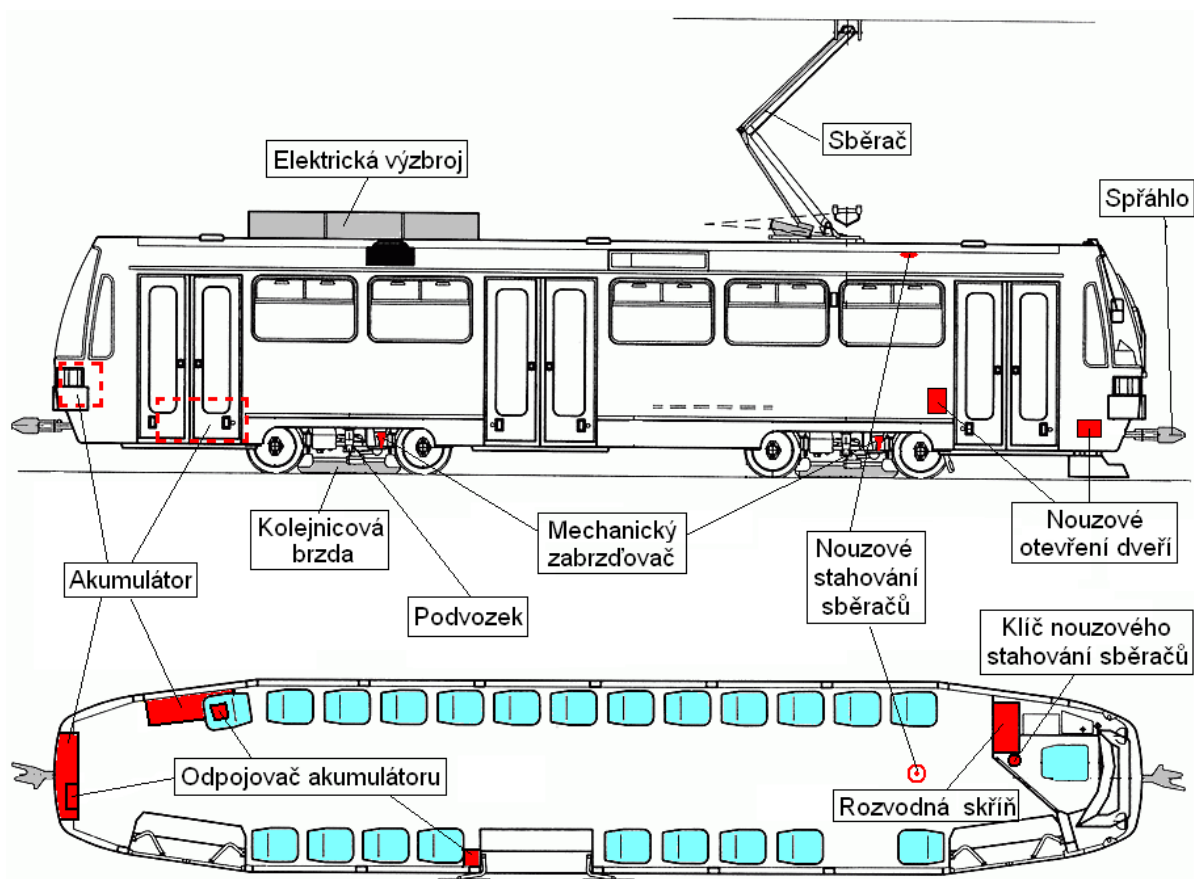 Sběrač
Elektrická výzbroj
Spřáhlo
Kolejnicová
brzda
Mechanický
zabrzďovač
Nouzové
otevření dveří
Nouzové
stahování
sběračů
Akumulátor
Podvozek
Klíč nouzového
stahování sběračů
Odpojovač akumulátoru
Rozvodná skříň